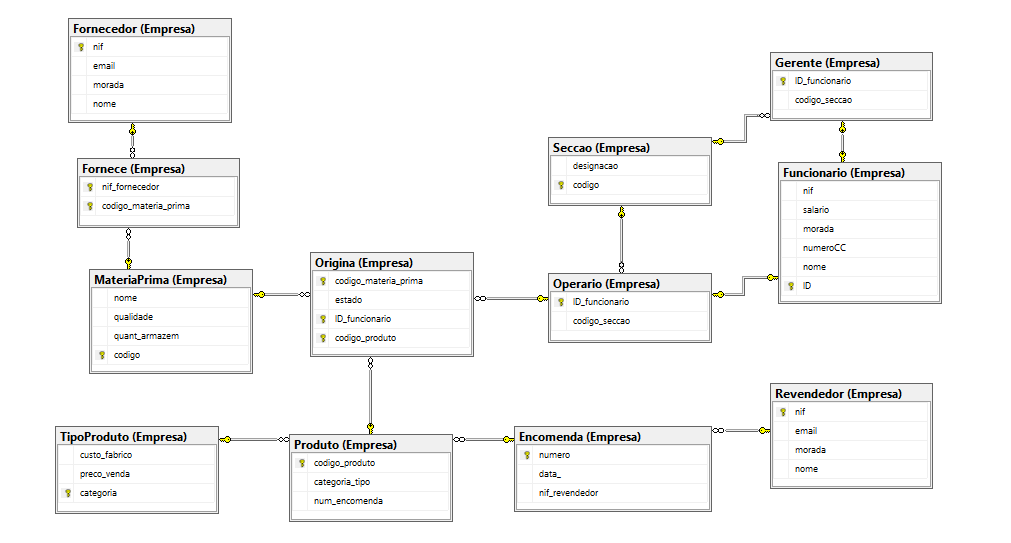 Fornecedor (Empresa)
nif
email
morada
nome
Fornece (Empresa)
nif_fornecedor
codigo_materia_prima
MateriaPrima (Empresa)
nome
qualidade
quant_armazem
codigo
Origina (Empresa)
codigo_materia_prima
estado
ID_funcionario
codigo_produto
Seccao (Empresa)
designacao
codigo
Operario (Empresa)
ID_funcionario
codigo_seccao
Gerente (Empresa)
ID_funcionario
codigo_seccao
Funcionario (Empresa)
nif
salario
morada
numeroCC
nome
ID
TipoProduto (Empresa)
custo_fabrico
preco_venda
categoria
Produto (Empresa)
codigo_produto
categoria_tipo
num_encomenda
Encomenda (Empresa)
numero
data_
nif_revendedor
Revendedor (Empresa)
nif
email
morada
nome